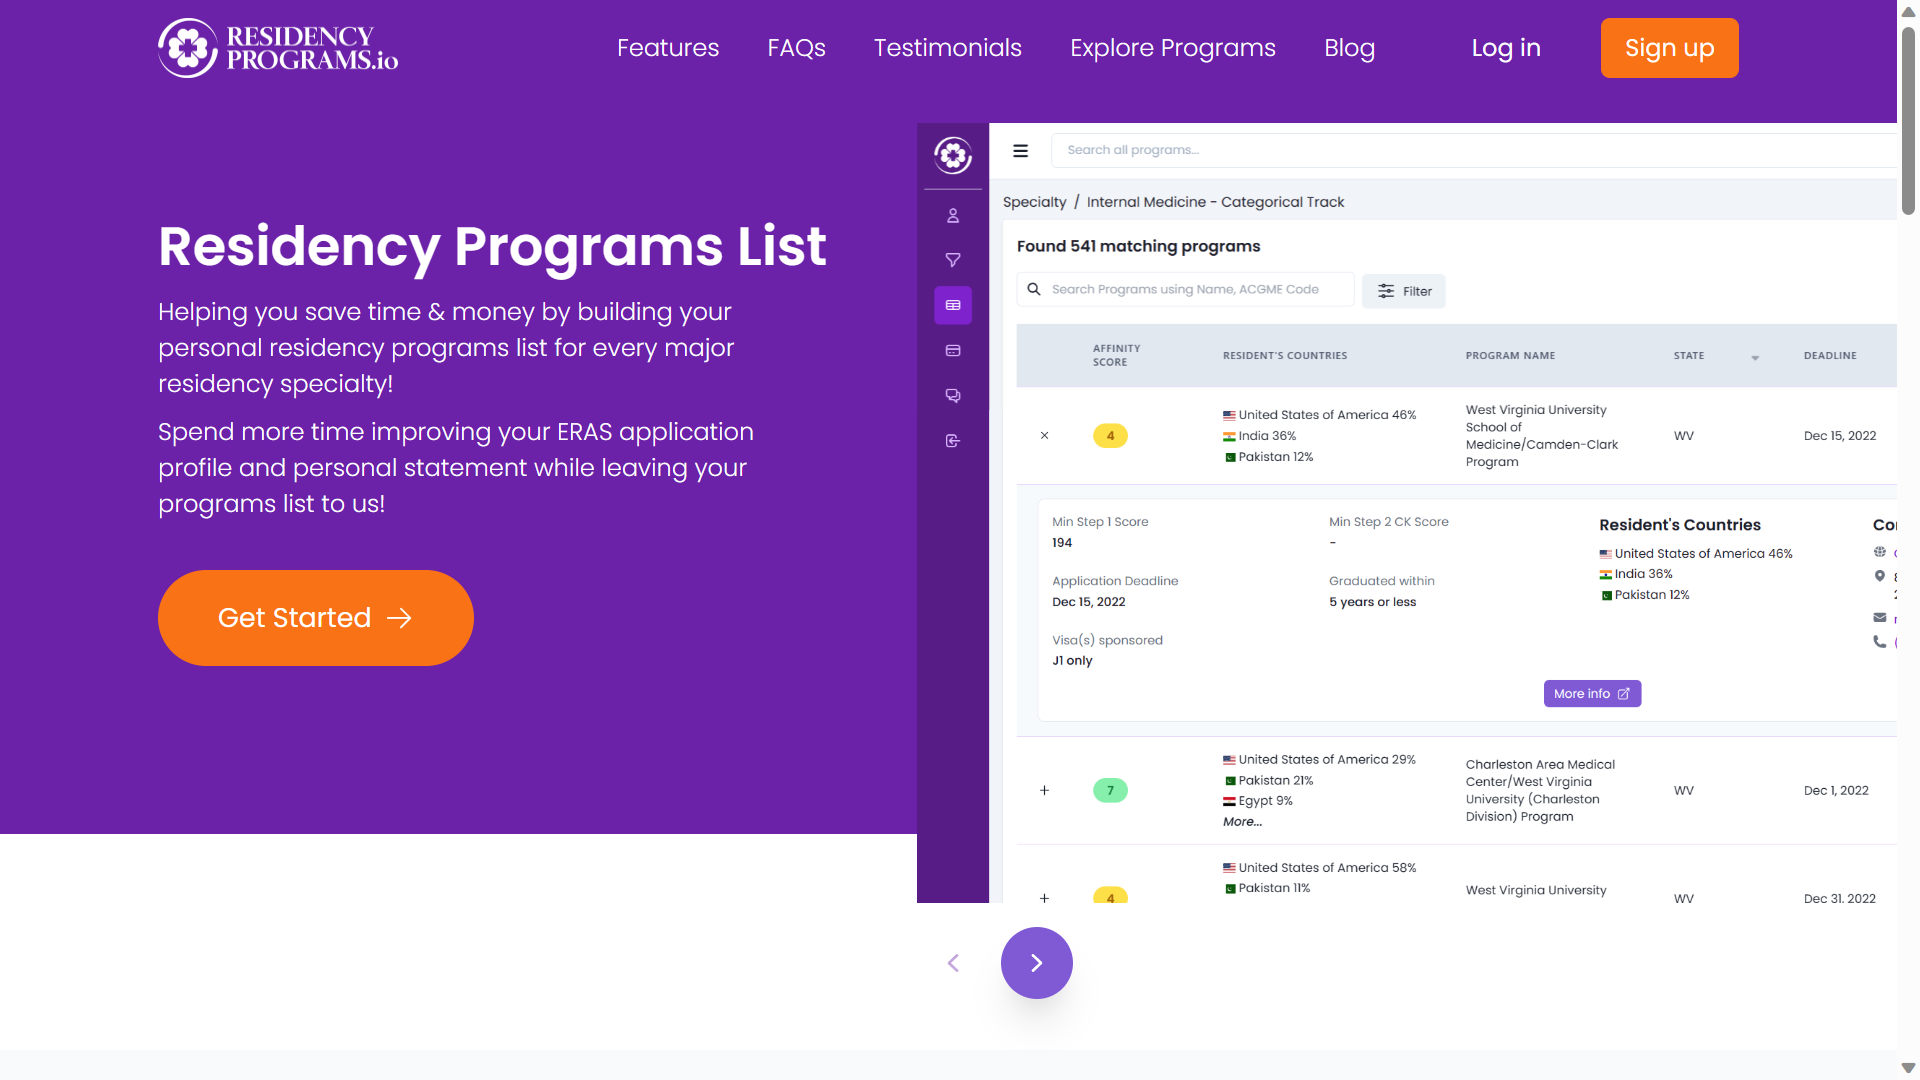 RESIDENCY
PROGRAMS.io
Features
FAQs
Testimonials
Explore Programs
Blog
Log in
Sign up
Residency Programs List
Helping you save time & money by building your
personal residency programs list for every major
residency specialty!
Spend more time improving your ERAS application
profile and personal statement while leaving your
programs list to us!
Get Started
Search all programs...
Specialty / Internal Medicine - Categorical Track
Found 541 matching programs
Search Programs using Name, ACGME Code
Filter
AFFINITY
SCORE
RESIDENT'S COUNTRIES
PROGRAM NAME
STATE
DEADLINE
4
United States of America 46%
India 36%
Pakistan 12%
West Virginia University
School of
Medicine/Camden-Clark
Program
WV
Dec 15, 2022
Min Step 1 Score
194
Min Step 2 CK Score
-
Application Deadline
Dec 15, 2022
Graduated within
5 years or less
Visa(s) sponsored
J1 only
Resident's Countries
United States of America 46%
India 36%
Pakistan 12%
More info
7
United States of America 29%
Pakistan 21%
Egypt 9%
More...
Charleston Area Medical
Center/West Virginia
University (Charleston
Division) Program
WV
Dec 1, 2022
4
United States of America 58%
Pakistan 11%
West Virginia University
WV
Dec 31, 2022